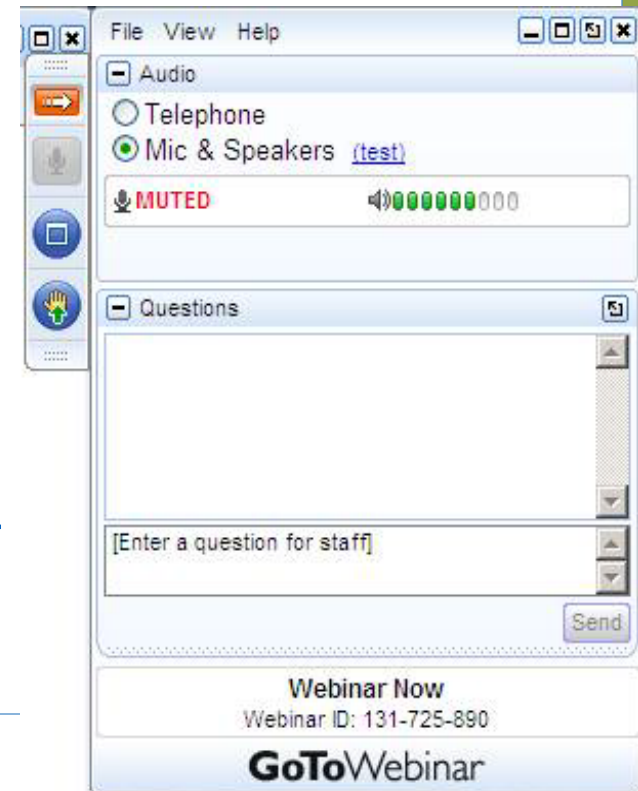 File View Help
Audio
Telephone
Mic & Speakers (test)
MUTED
Questions
[Enter a question for staff]
Send
Webinar Now
Webinar ID: 131-725-890
GoToWebinar